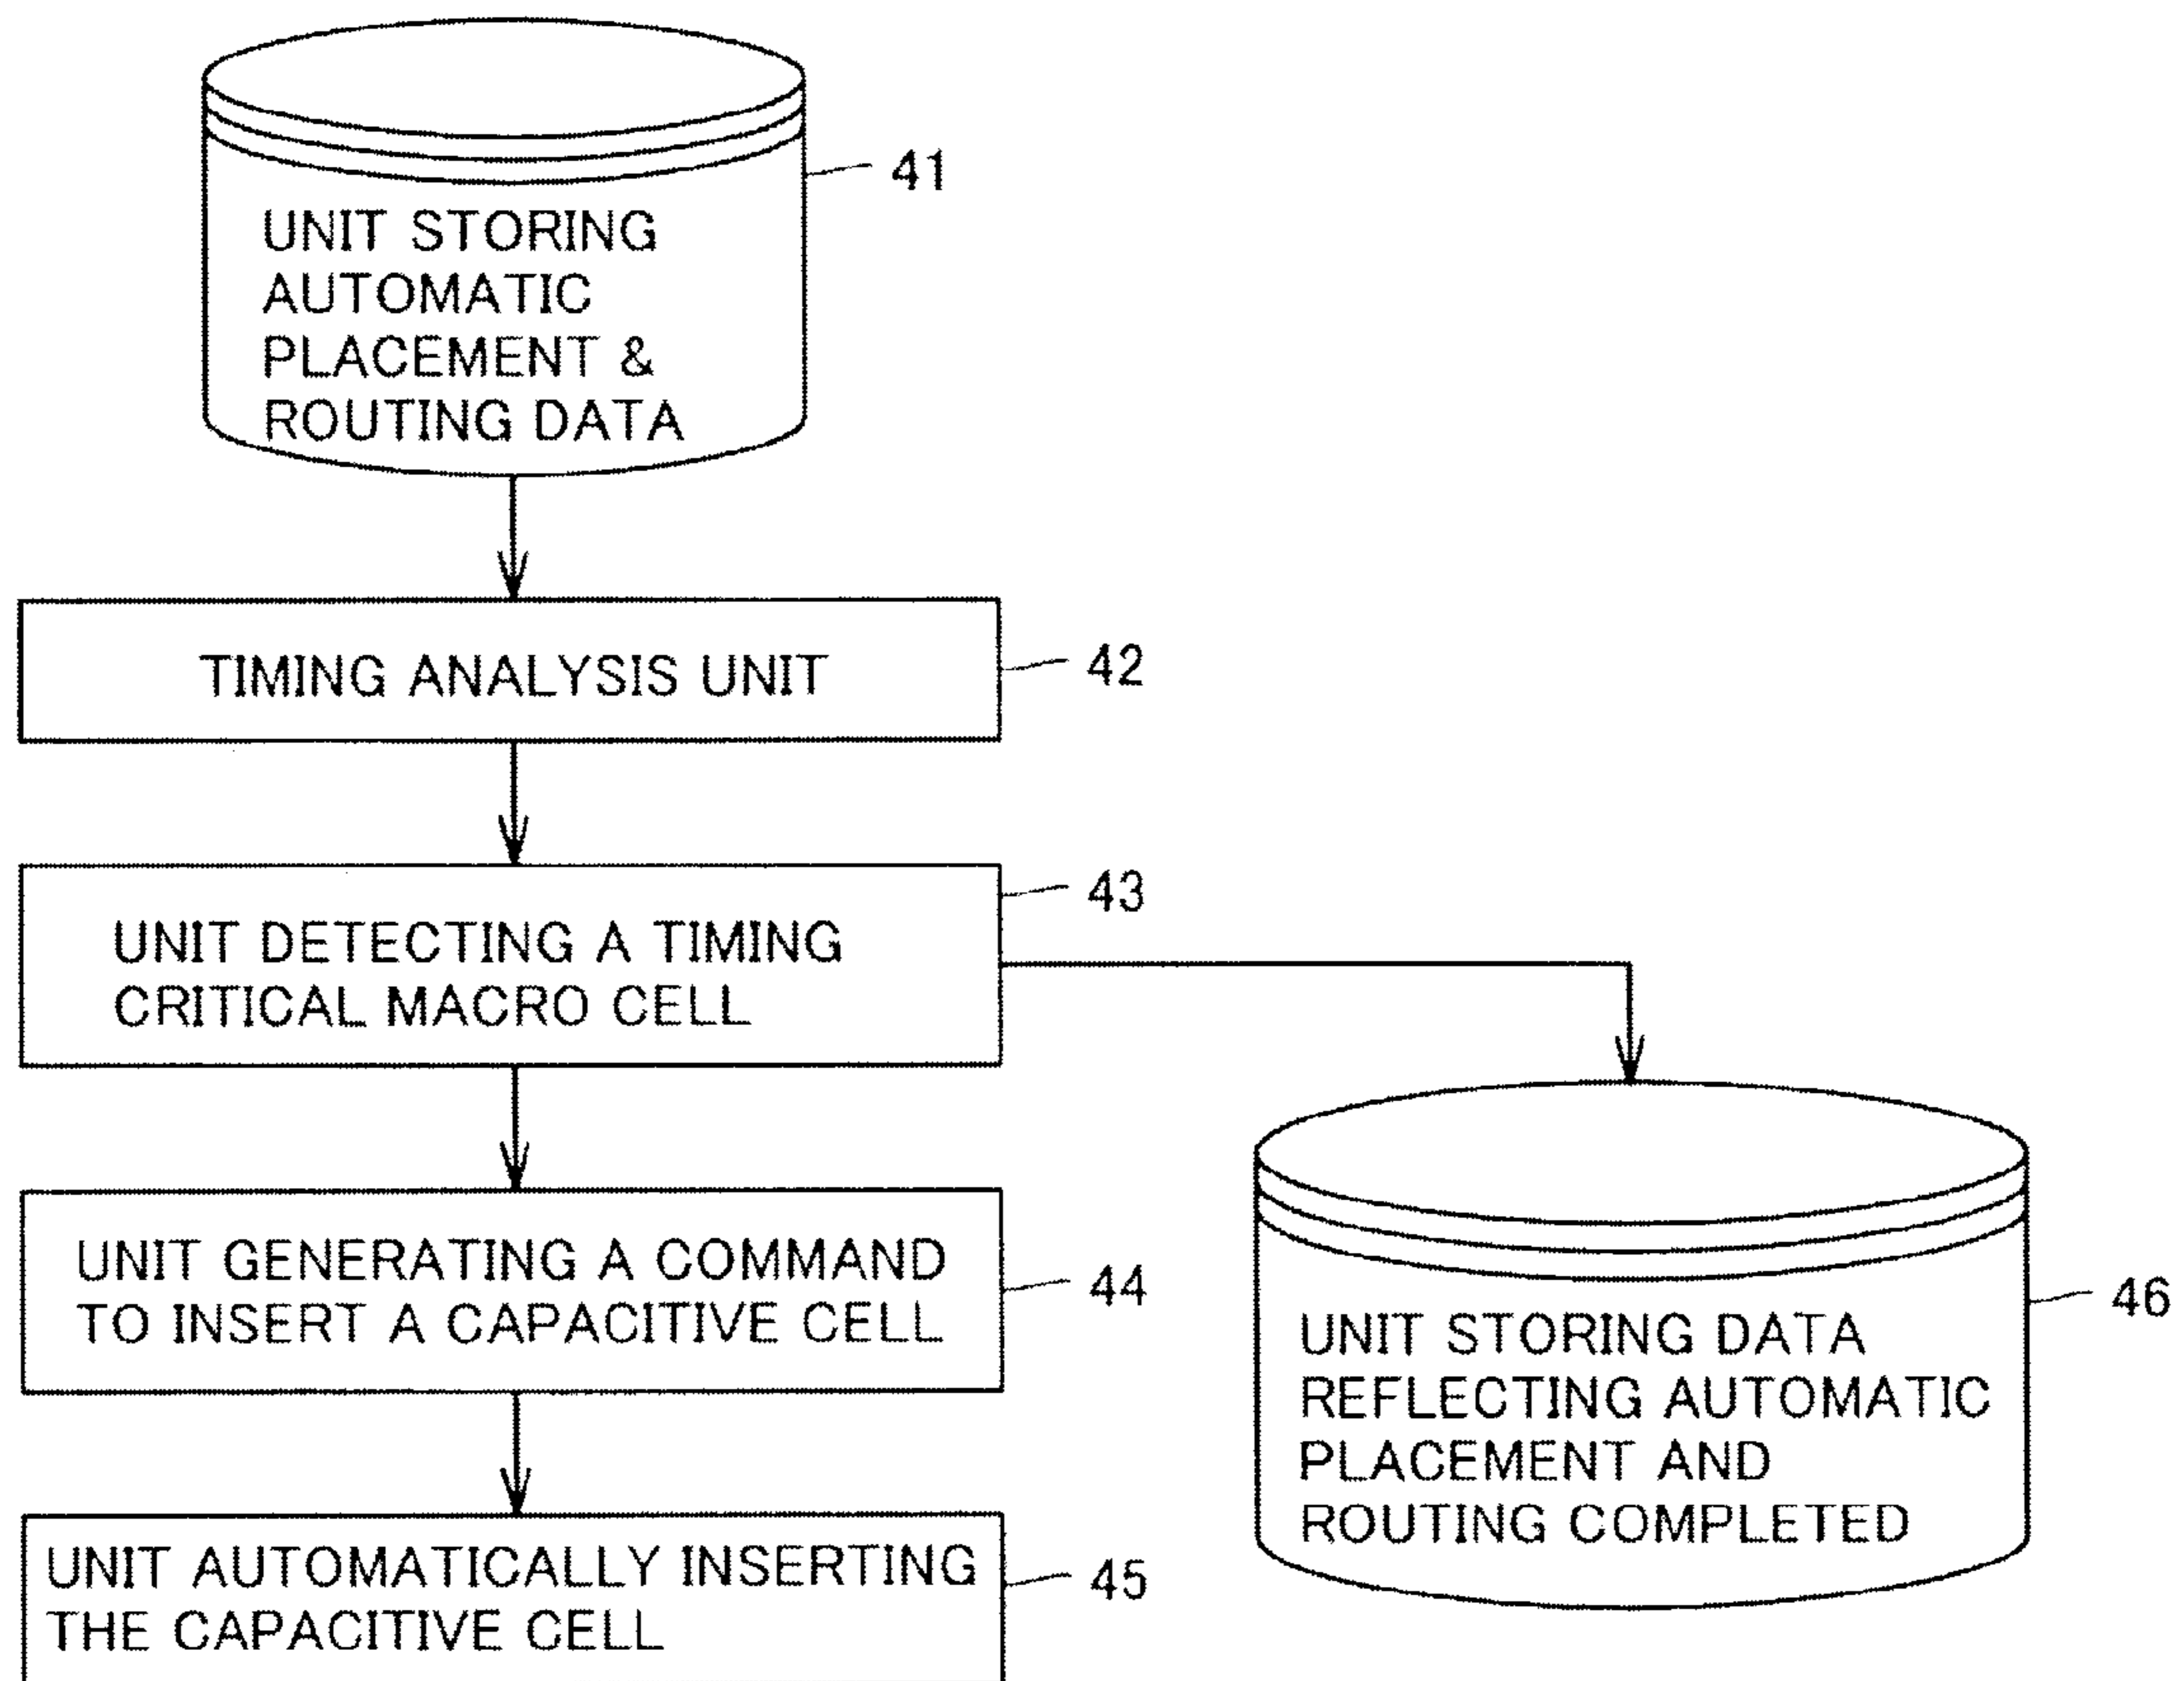 41
UNIT STORING
AUTOMATIC
PLACEMENT &
ROUTING DATA
42
TIMING ANALYSIS UNIT
43
UNIT DETECTING A TIMING
CRITICAL MACRO CELL
44
UNIT GENERATING A COMMAND
TO INSERT A CAPACITIVE CELL
46
UNIT STORING DATA
REFLECTING AUTOMATIC
PLACEMENT AND
ROUTING COMPLETED
45
UNIT AUTOMATICALLY INSERTING
THE CAPACITIVE CELL